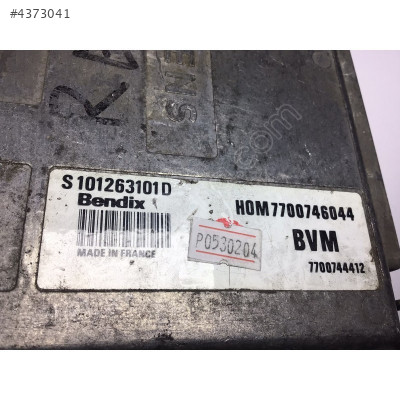 #4373041
S101263101D
HOM7700746044
Bendix
P0530204
BVM
MADE IN FRANCE
7700744412